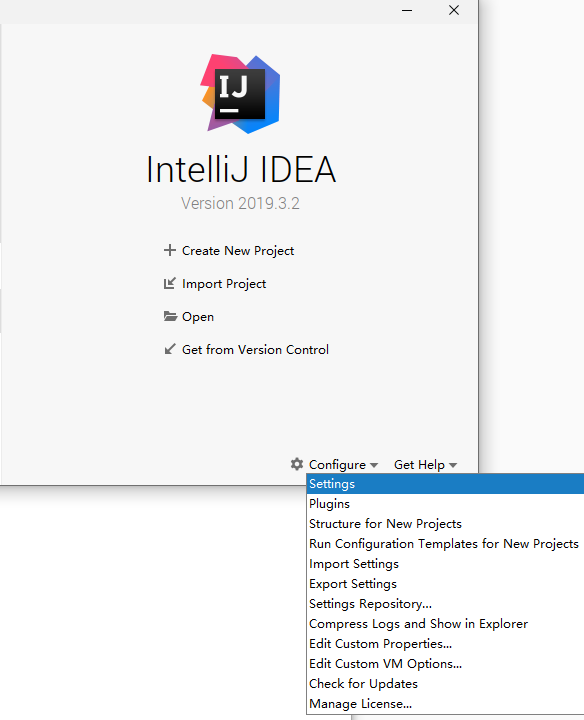 IJ
IntelliJ IDEA
Version 2019.3.2
Create New Project
Import Project
Open
Get from Version Control
Configure
Get Help
Settings
Plugins
Structure for New Projects
Run Configuration Templates for New Projects
Import Settings
Export Settings
Settings Repository...
Compress Logs and Show in Explorer
Edit Custom Properties...
Edit Custom VM Options...
Check for Updates
Manage License...